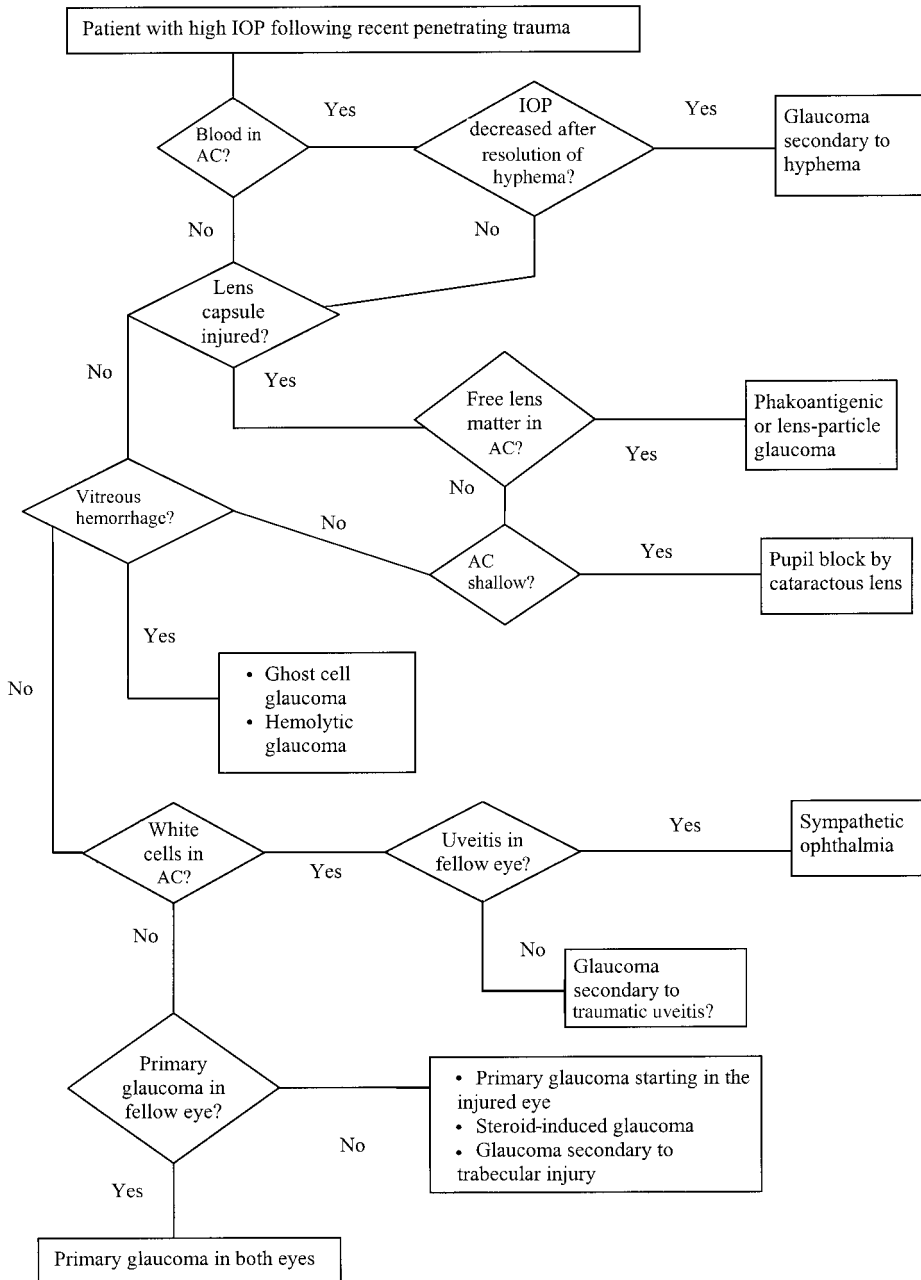 Patient with high IOP following recent penetrating trauma
Blood in
AC?
Yes
IOP
decreased after
resolution of
hyphema?
Yes
Glaucoma
secondary to
hyphema
No
No
Lens
capsule
injured?
No
Yes
Free lens
matter in
AC?
Yes
Phakoantigenic
or lens-particle
glaucoma
No
Vitreous
hemorrhage?
No
AC
shallow?
Yes
Pupil block by
cataractous lens
Yes
No
• Ghost cell
glaucoma
• Hemolytic
glaucoma
White
cells in
AC?
Yes
Uveitis in
fellow eye?
Yes
Sympathetic
ophthalmia
No
No
Glaucoma
secondary to
traumatic uveitis?
Primary
glaucoma in
fellow eye?
No
• Primary glaucoma starting in the
injured eye
• Steroid-induced glaucoma
• Glaucoma secondary to
trabecular injury
Yes
Primary glaucoma in both eyes